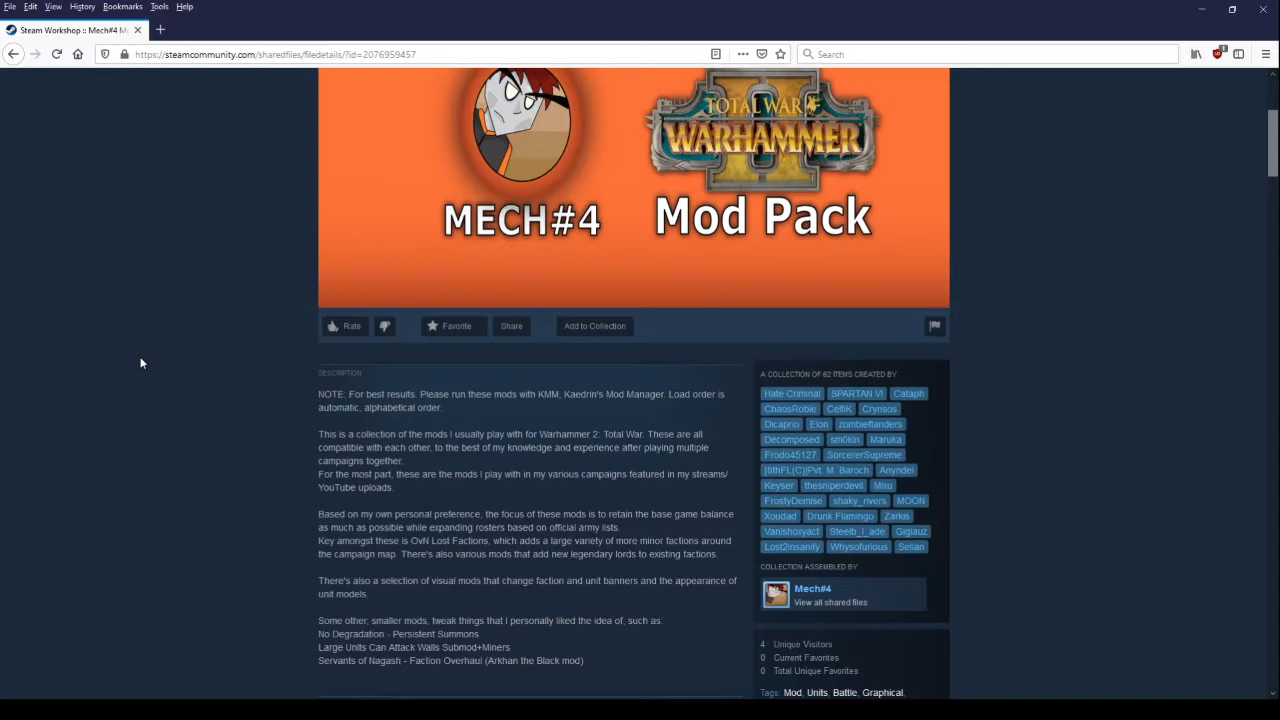 File Edit View History Bookmarks Tools Help
Steam Workshop :: Mech#4 M
https://steamcommunity.com/sharedfiles/filedetails/?id=2076959457
Search
TOTAL WAR
WARHAMMER
II
MECH#4
Mod Pack
Rate
Favorite
Share
Add to Collection
DESCRIPTION
NOTE: For best results. Please run these mods with KMM, Kaedrin's Mod Manager. Load order is
automatic, alphabetical order.
This is a collection of the mods I usually play with for Warhammer 2: Total War. These are all
compatible with each other, to the best of my knowledge and experience after playing multiple
campaigns together.
For the most part, these are the mods I play with in my various campaigns featured in my streams/
YouTube uploads.
Based on my own personal preference, the focus of these mods is to retain the base game balance
as much as possible while expanding rosters based on official army lists.
Key amongst these is OvN Lost Factions, which adds a large variety of more minor factions around
the campaign map. There's also various mods that add new legendary lords to existing factions.
There's also a selection of visual mods that change faction and unit banners and the appearance of
unit models.
Some other, smaller mods, tweak things that I personally liked the idea of, such as:
No Degradation - Persistent Summons
Large Units Can Attack Walls Submod+Miners
Servants of Nagash - Faction Overhaul (Arkhan the Black mod)
A COLLECTION OF 62 ITEMS CREATED BY
Hate Criminal SPARTAN VI Cataph
ChaosRobie CeltiK Crynsos
Dicaprio Elon zombieflanders
Decomposed sm0kin Maruka
Frodo45127 SorcererSupreme
[8thFL(C)]Pvt. M. Baroch Anyndel
Keyser thesniperdevil Mixu
FrostyDemise shaky_rivers MOON
Xoudad Drunk Flamingo Zarkis
Vanishoxyact Steelb_l_ade Giglauz
Lost2Insanity Whysofurious Selian
COLLECTION ASSEMBLED BY
Mech#4
View all shared files
4 Unique Visitors
0 Current Favorites
0 Total Unique Favorites
Tags: Mod, Units, Battle, Graphical,